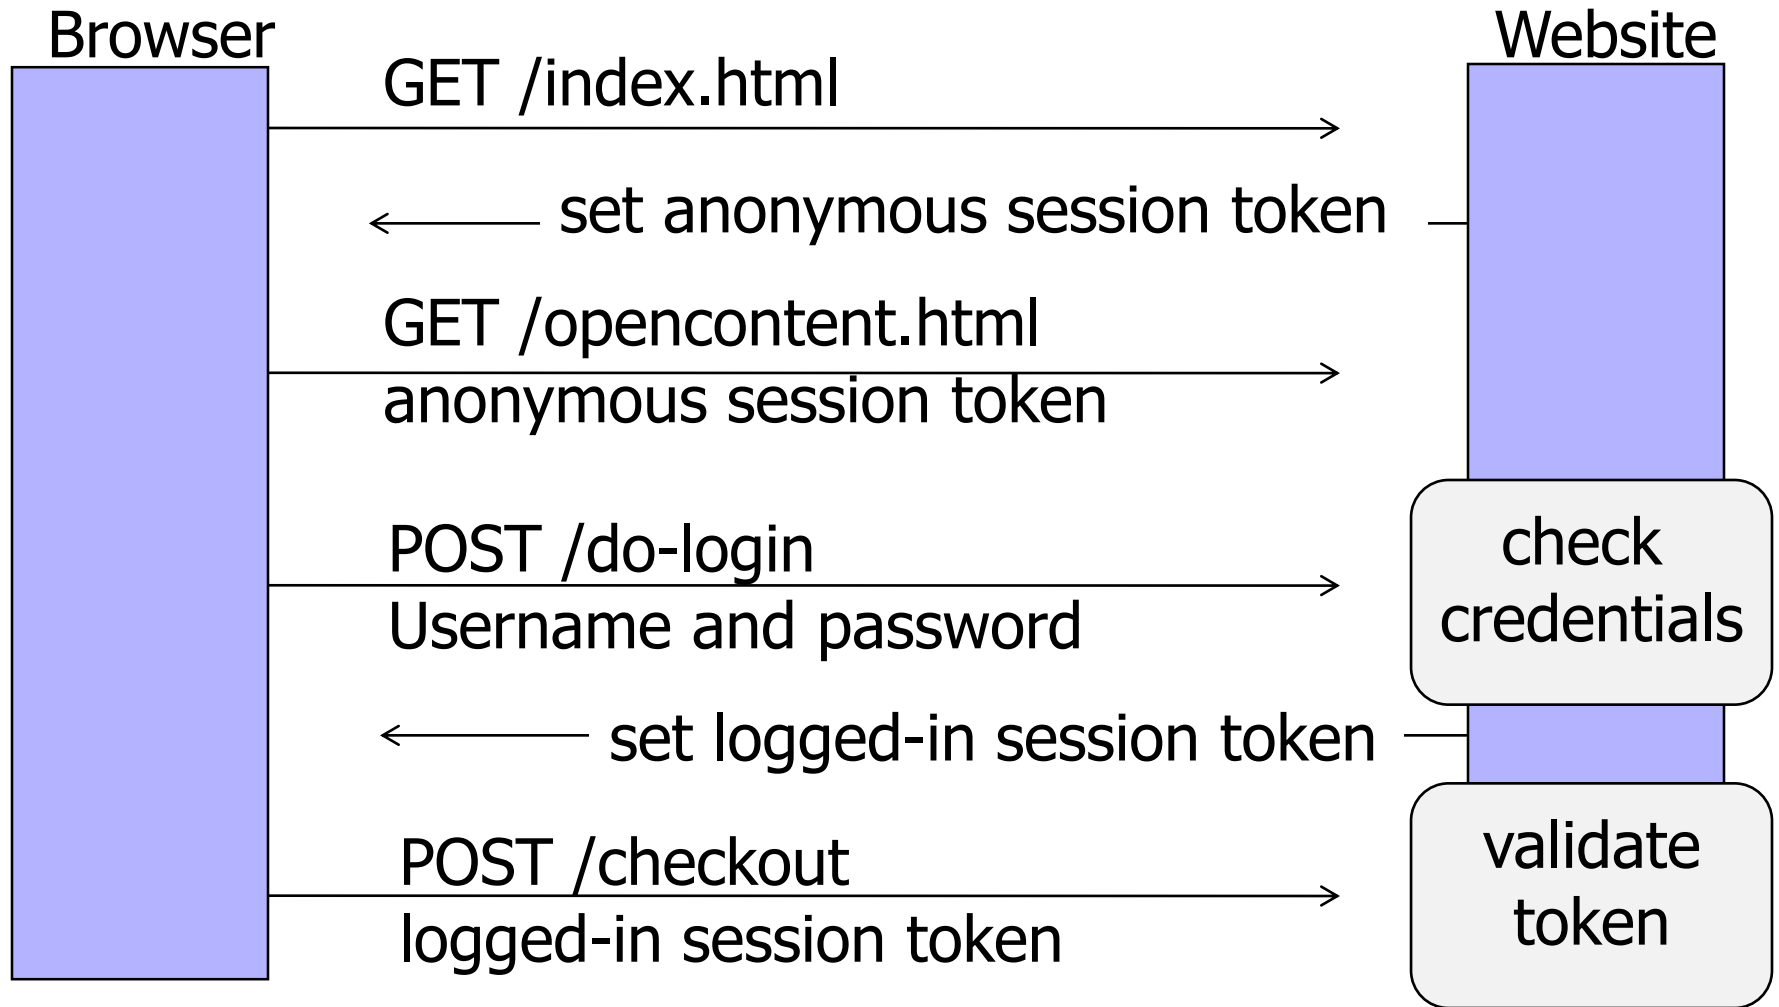 Browser
Website
GET /index.html
set anonymous session token
GET /opencontent.html
anonymous session token
POST /do-login
Username and password
check
credentials
set logged-in session token
POST /checkout
logged-in session token
validate
token